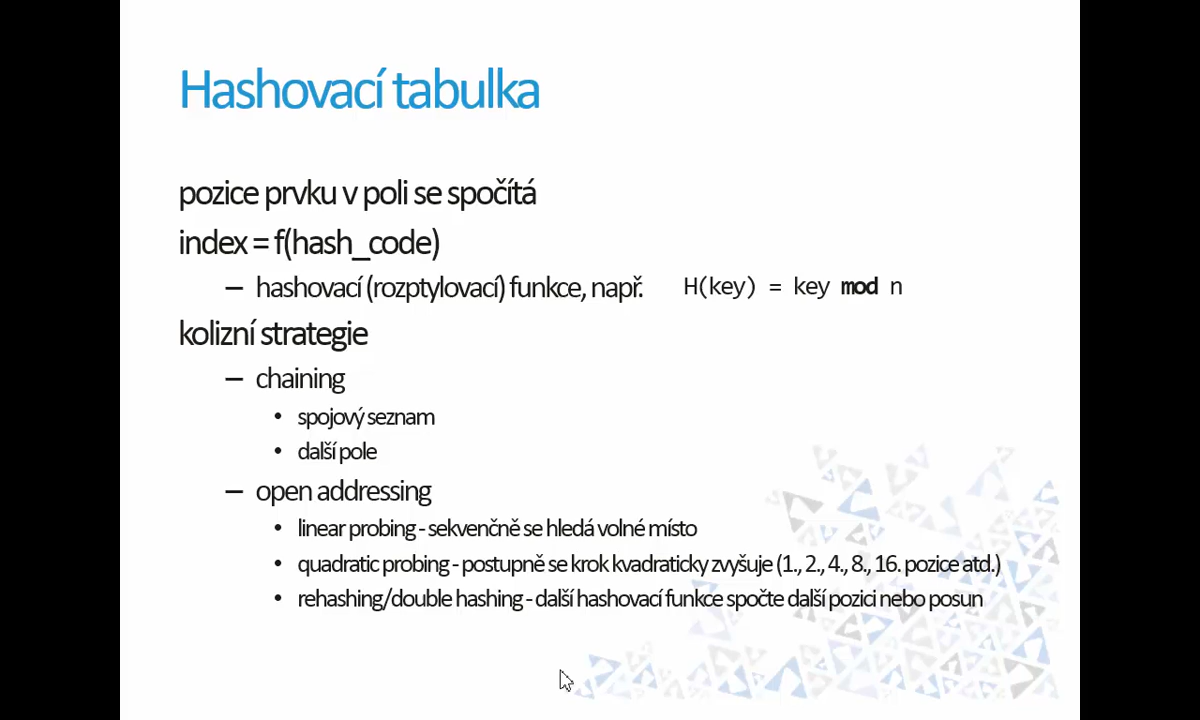 Hashovací tabulka
pozice prvku v poli se spočítá
index = f(hash_code)
– hashovací (rozptylovací) funkce, např. H(key) = key mod n
kolizní strategie
– chaining
• spojový seznam
• další pole
– open addressing
• linear probing - sekvenčně se hledá volné místo
• quadratic probing - postupně se krok kvadraticky zvyšuje (1., 2., 4., 8., 16. pozice atd.)
• rehashing/double hashing - další hashovací funkce spočte další pozici nebo posun